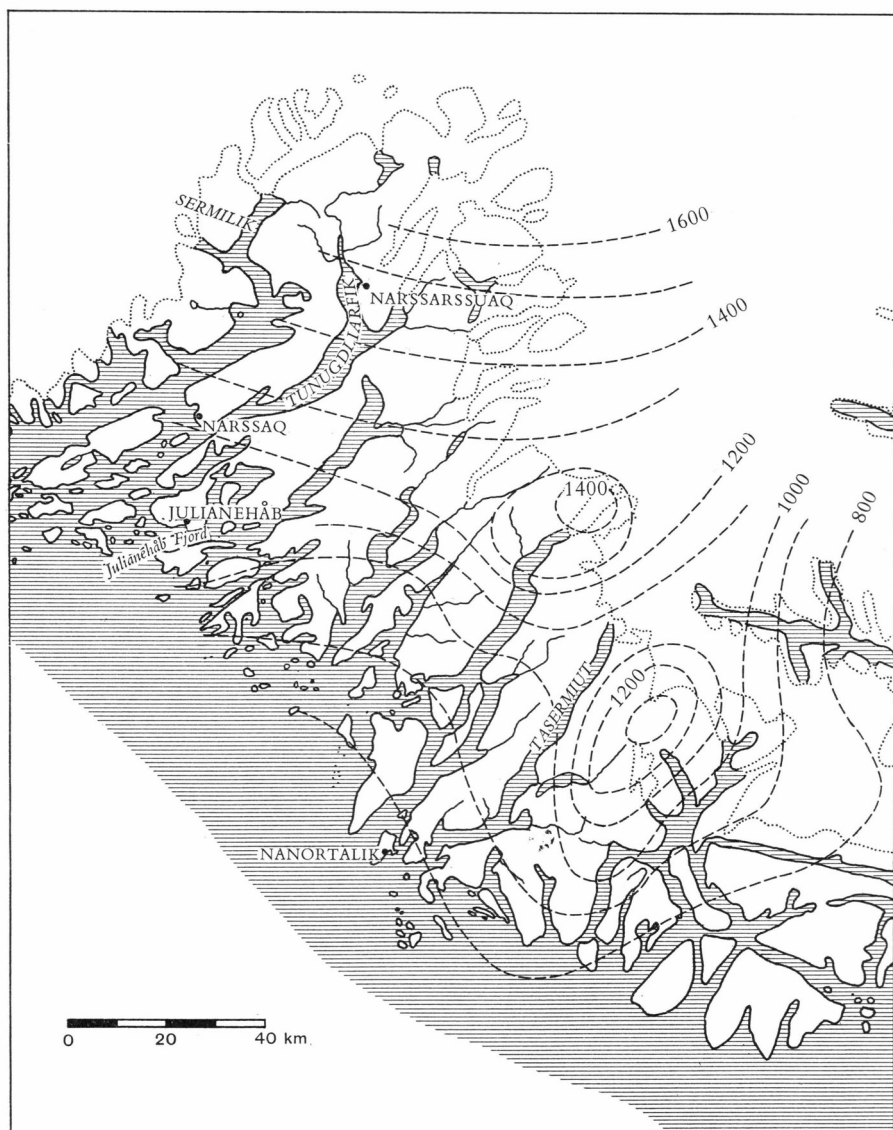 SERMILIK
1600
NARSSARSSUAQ
TUNUGDLIARFIK
1400
NARSSAQ
1200
1400
1000
800
JULIANEHÅB
Julianehåb Fjord
1200
TASERMIUT
NANORTALIK
0 20 40 km